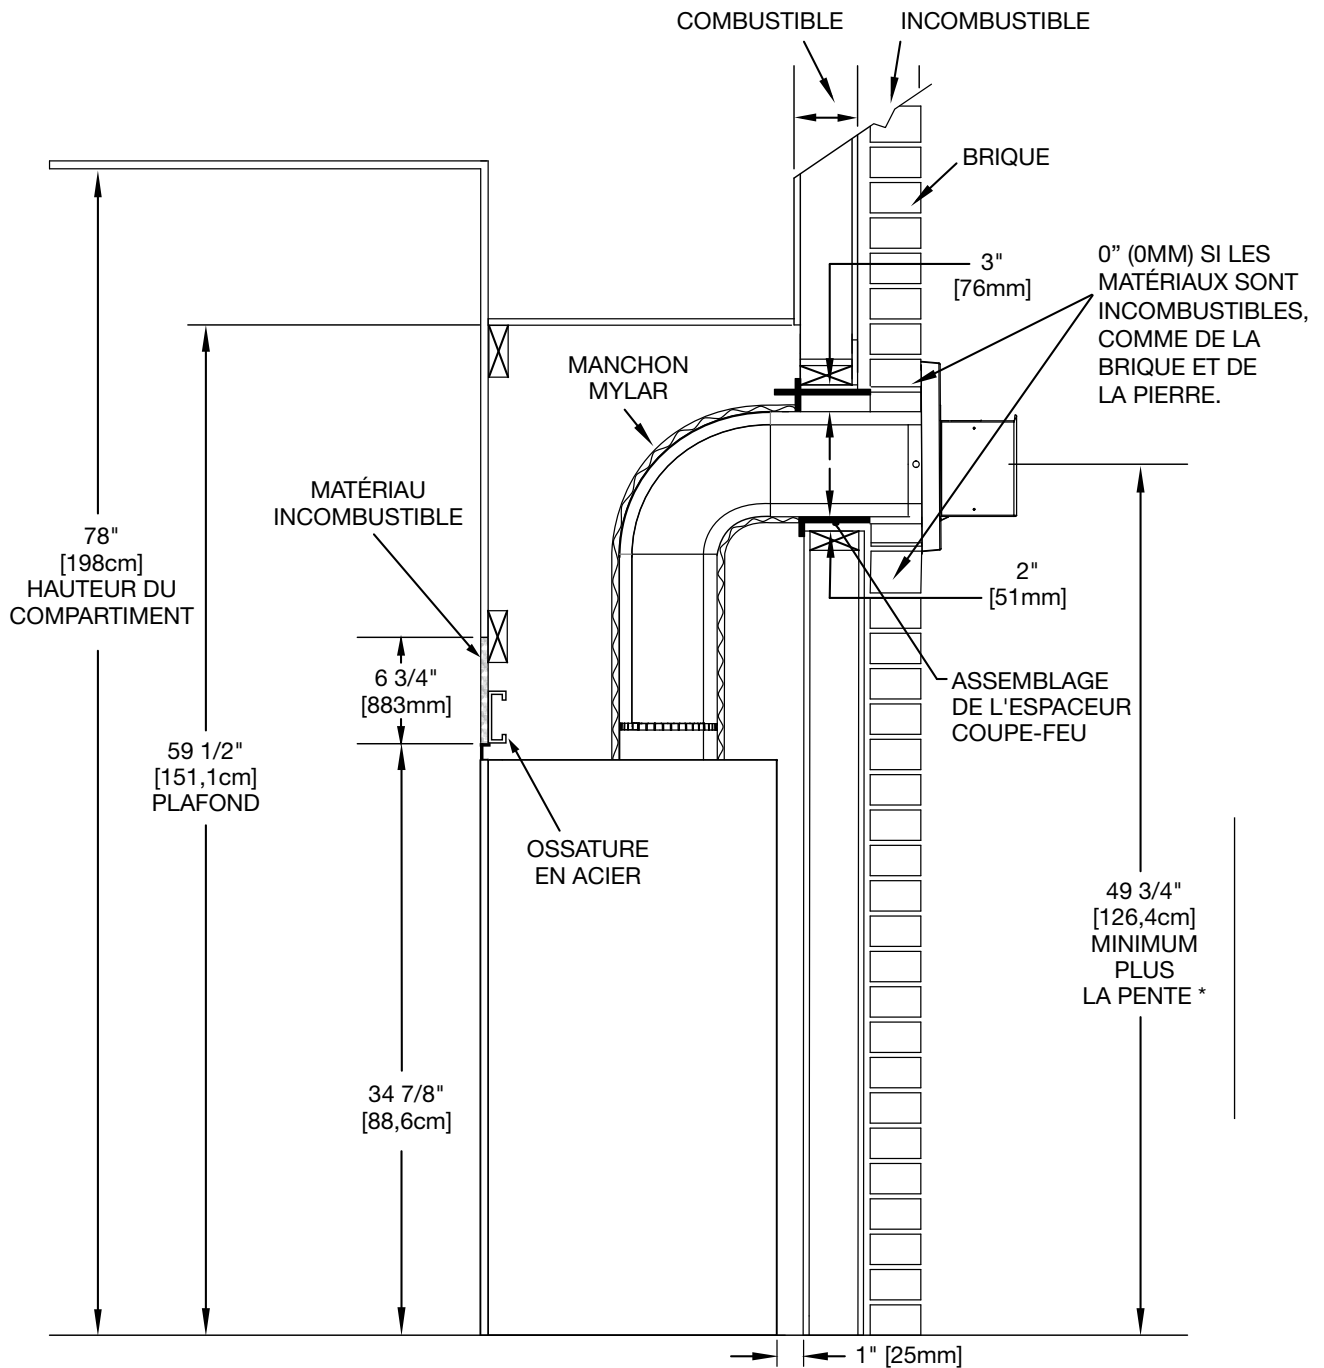 COMBUSTIBLE
INCOMBUSTIBLE
BRIQUE
0” (0MM) SI LES
MATÉRIAUX SONT
INCOMBUSTIBLES,
COMME DE LA
BRIQUE ET DE
LA PIERRE.
3"
[76mm]
MANCHON
MYLAR
MATÉRIAU
INCOMBUSTIBLE
78"
[198cm]
HAUTEUR DU
COMPARTIMENT
2"
[51mm]
6 3/4"
[883mm]
ASSEMBLAGE
DE L'ESPACEUR
COUPE-FEU
59 1/2"
[151,1cm]
PLAFOND
OSSATURE
EN ACIER
49 3/4"
[126,4cm]
MINIMUM
PLUS
LA PENTE *
34 7/8"
[88,6cm]
1" [25mm]